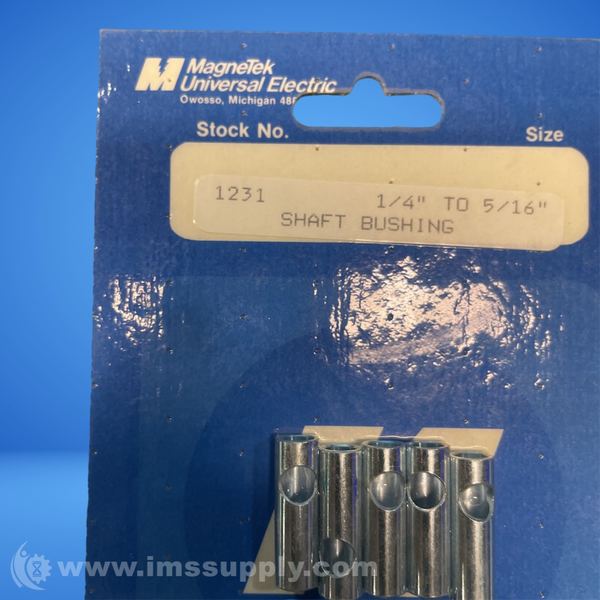 MagneTek
Universal Electric
Owosso, Michigan
Stock No.
Size
1231 1/4" TO 5/16"
SHAFT BUSHING
www.imssupply.com